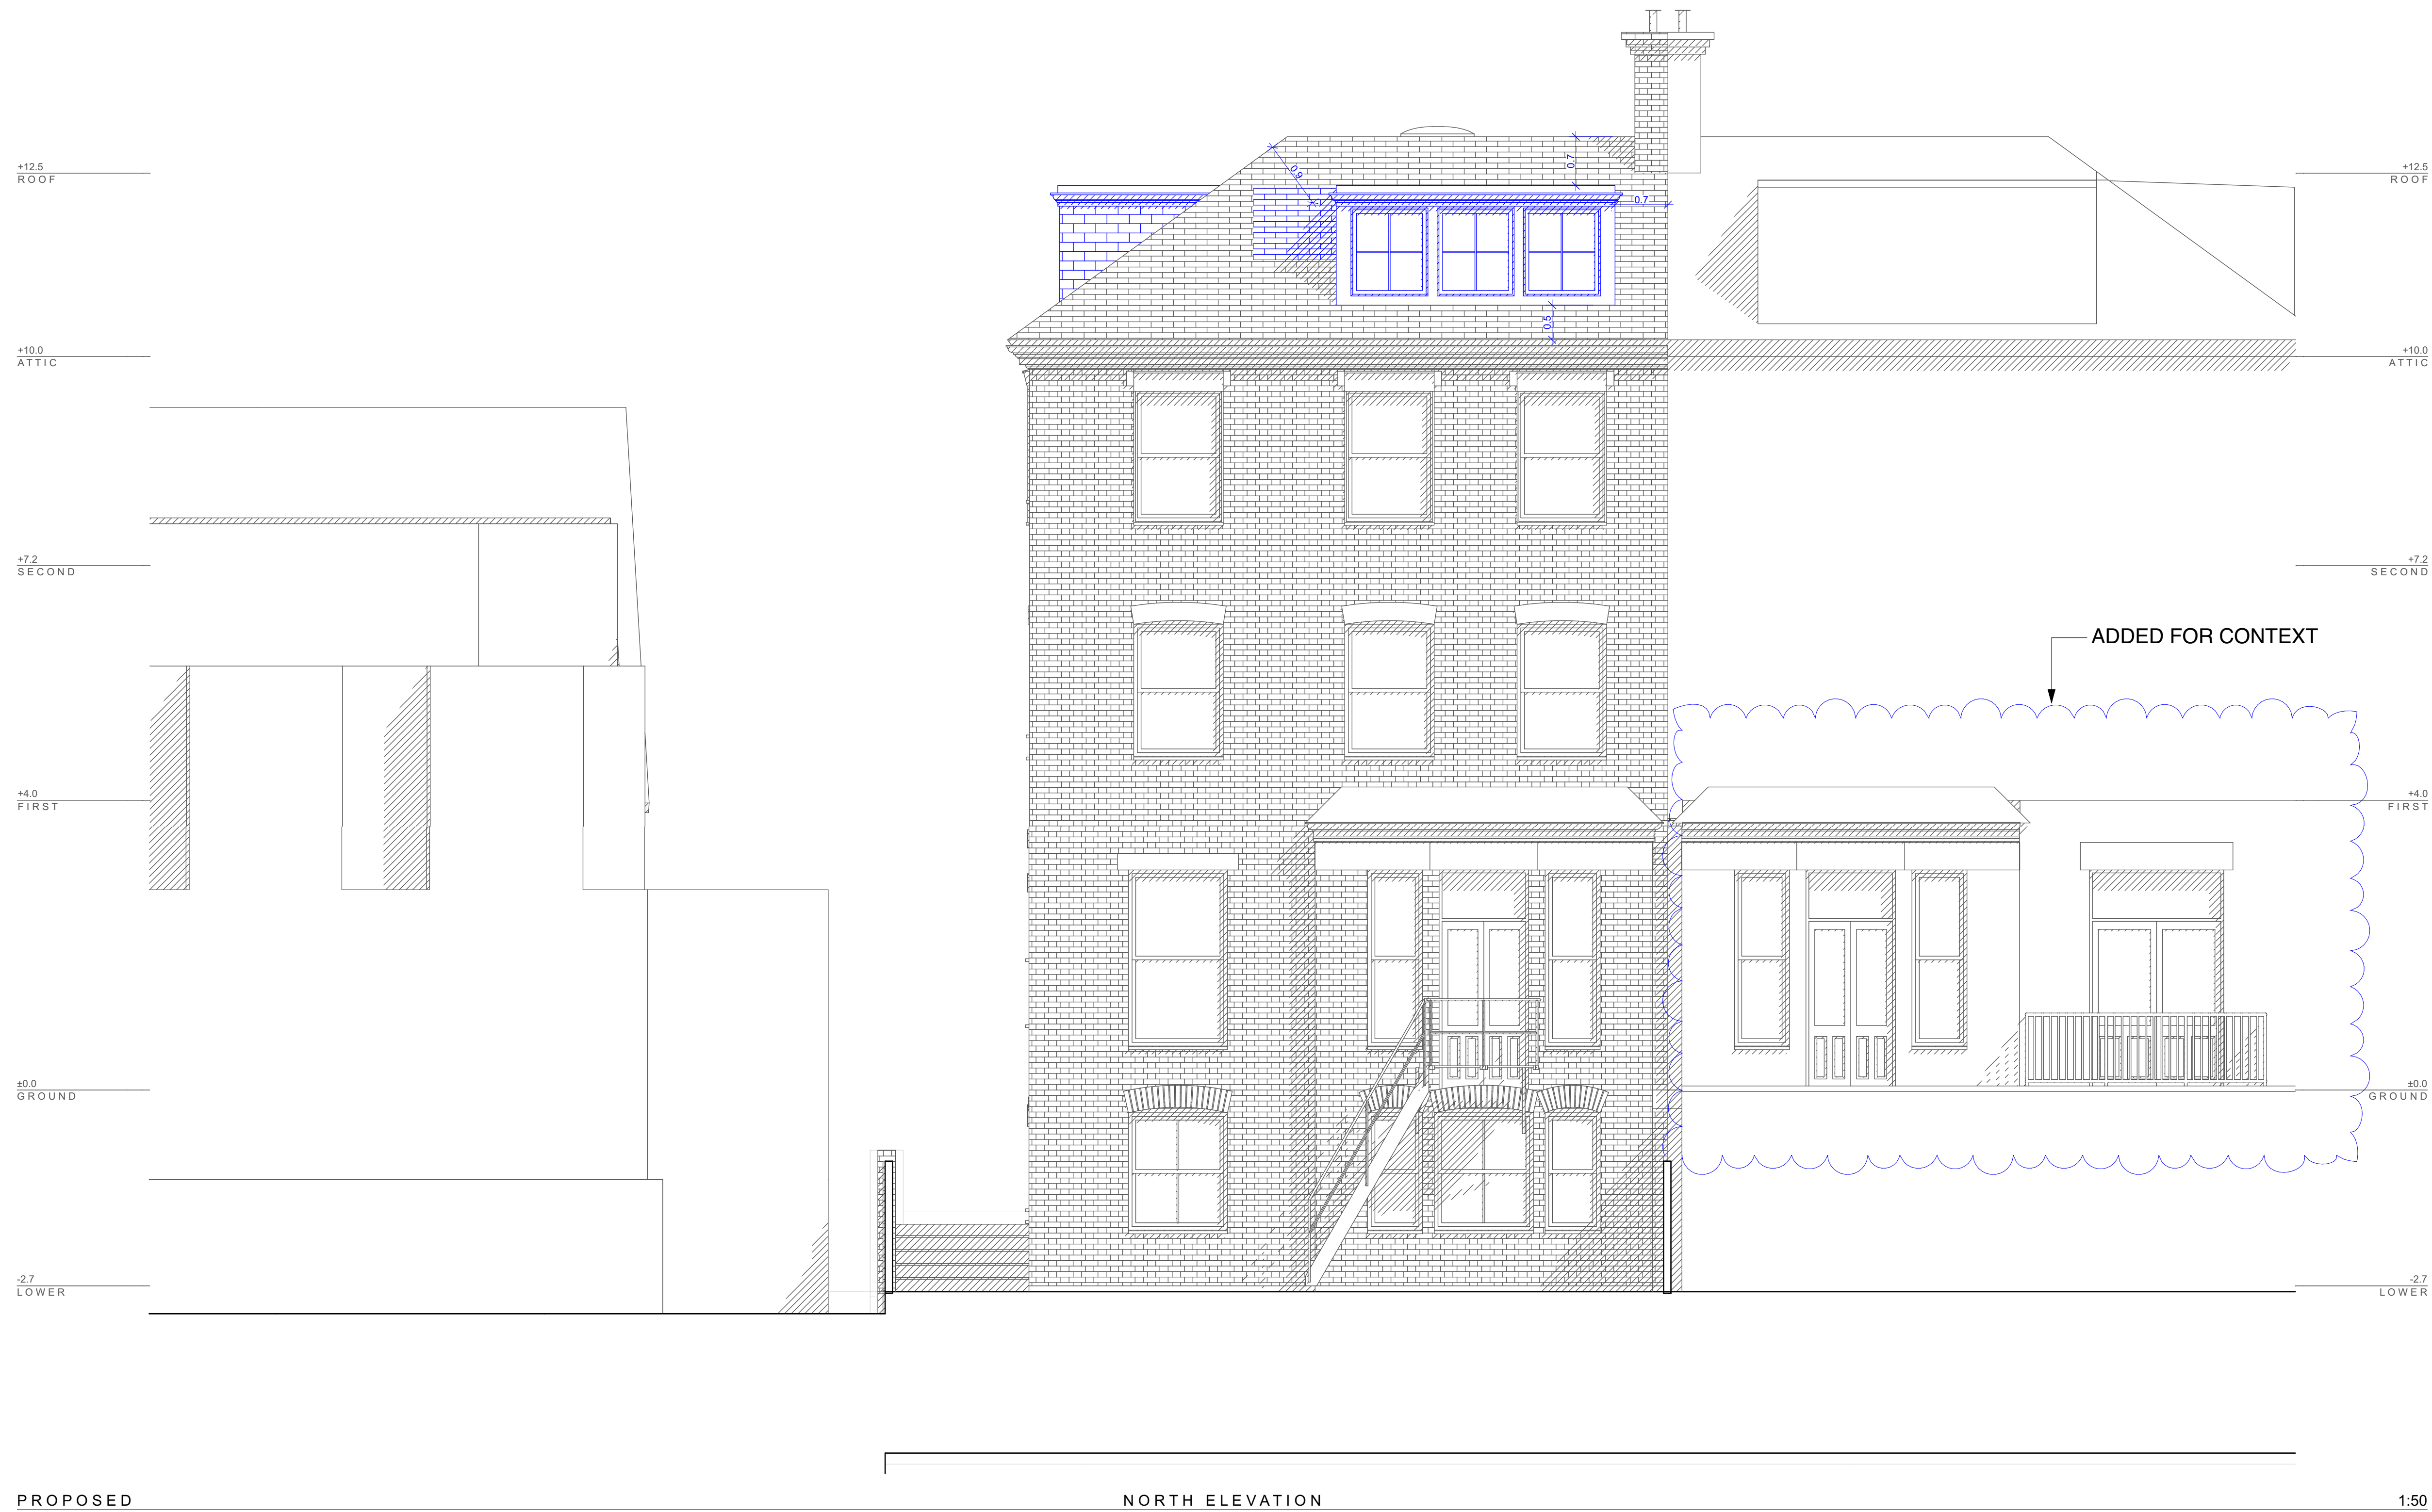 +12.5
ROOF
+12.5
ROOF
0.7
0.9
0.7
0.5
+10.0
ATTIC
+10.0
ATTIC
+7.2
SECOND
+7.2
SECOND
ADDED FOR CONTEXT
+4.0
FIRST
+4.0
FIRST
±0.0
GROUND
±0.0
GROUND
-2.7
LOWER
-2.7
LOWER
PROPOSED
NORTH ELEVATION
1:50